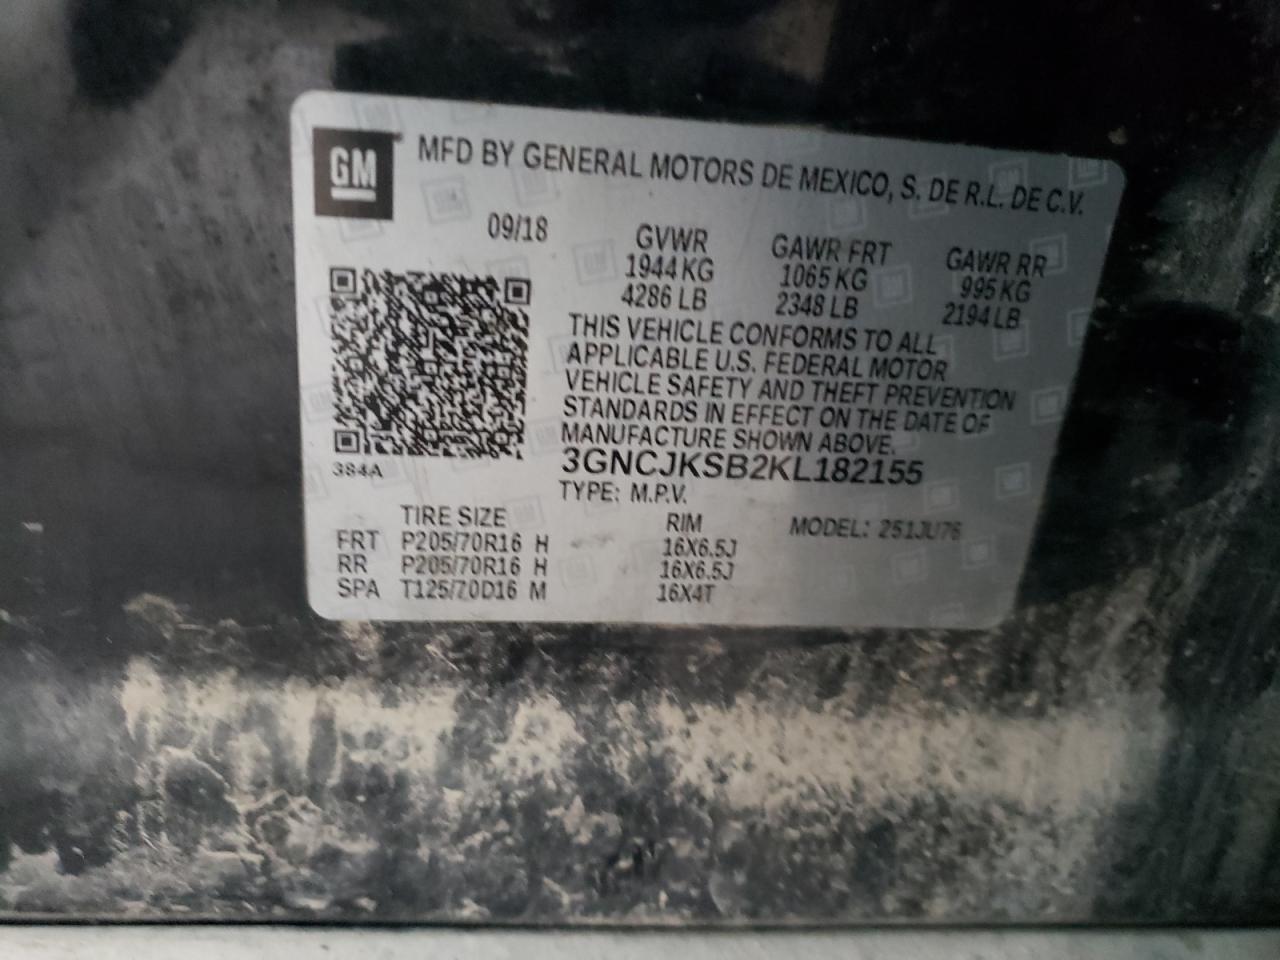 GM
MFD BY GENERAL MOTORS DE MEXICO, S. DE R.L. DE C.V.
09/18 GVWR GAWR FRT GAWR RR
1944 KG 1065 KG 995 KG
4286 LB 2348 LB 2194 LB
THIS VEHICLE CONFORMS TO ALL
APPLICABLE U.S. FEDERAL MOTOR
VEHICLE SAFETY AND THEFT PREVENTION
STANDARDS IN EFFECT ON THE DATE OF
MANUFACTURE SHOWN ABOVE.
3GNCJKSB2KL182155
384A
TYPE: M.P.V.
TIRE SIZE RIM MODEL: 251JU76
FRT P205/70R16 H 16X6.5J
RR P205/70R16 H 16X6.5J
SPA T125/70D16 M 16X4T